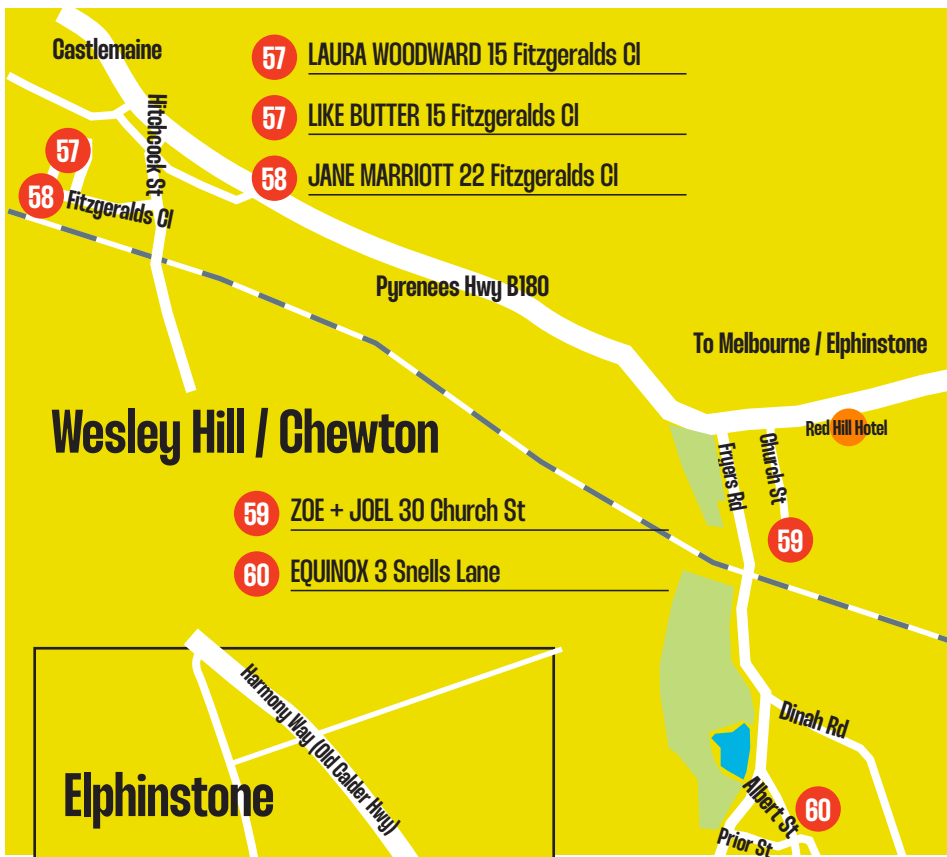 Castlemaine
57 LAURA WOODWARD 15 Fitzgeralds Cl
57 LIKE BUTTER 15 Fitzgeralds Cl
58 JANE MARRIOTT 22 Fitzgeralds Cl
Hitchcock St
57
58
Fitzgeralds Cl
Pyrenees Hwy B180
To Melbourne / Elphinstone
Red Hill Hotel
Wesley Hill / Chewton
Fryers Rd
Church St
59 ZOE + JOEL 30 Church St
59
60 EQUINOX 3 Snells Lane
Harmony Way (Old Calder Hwy)
Elphinstone
Dinah Rd
Albert St
60
Prior St